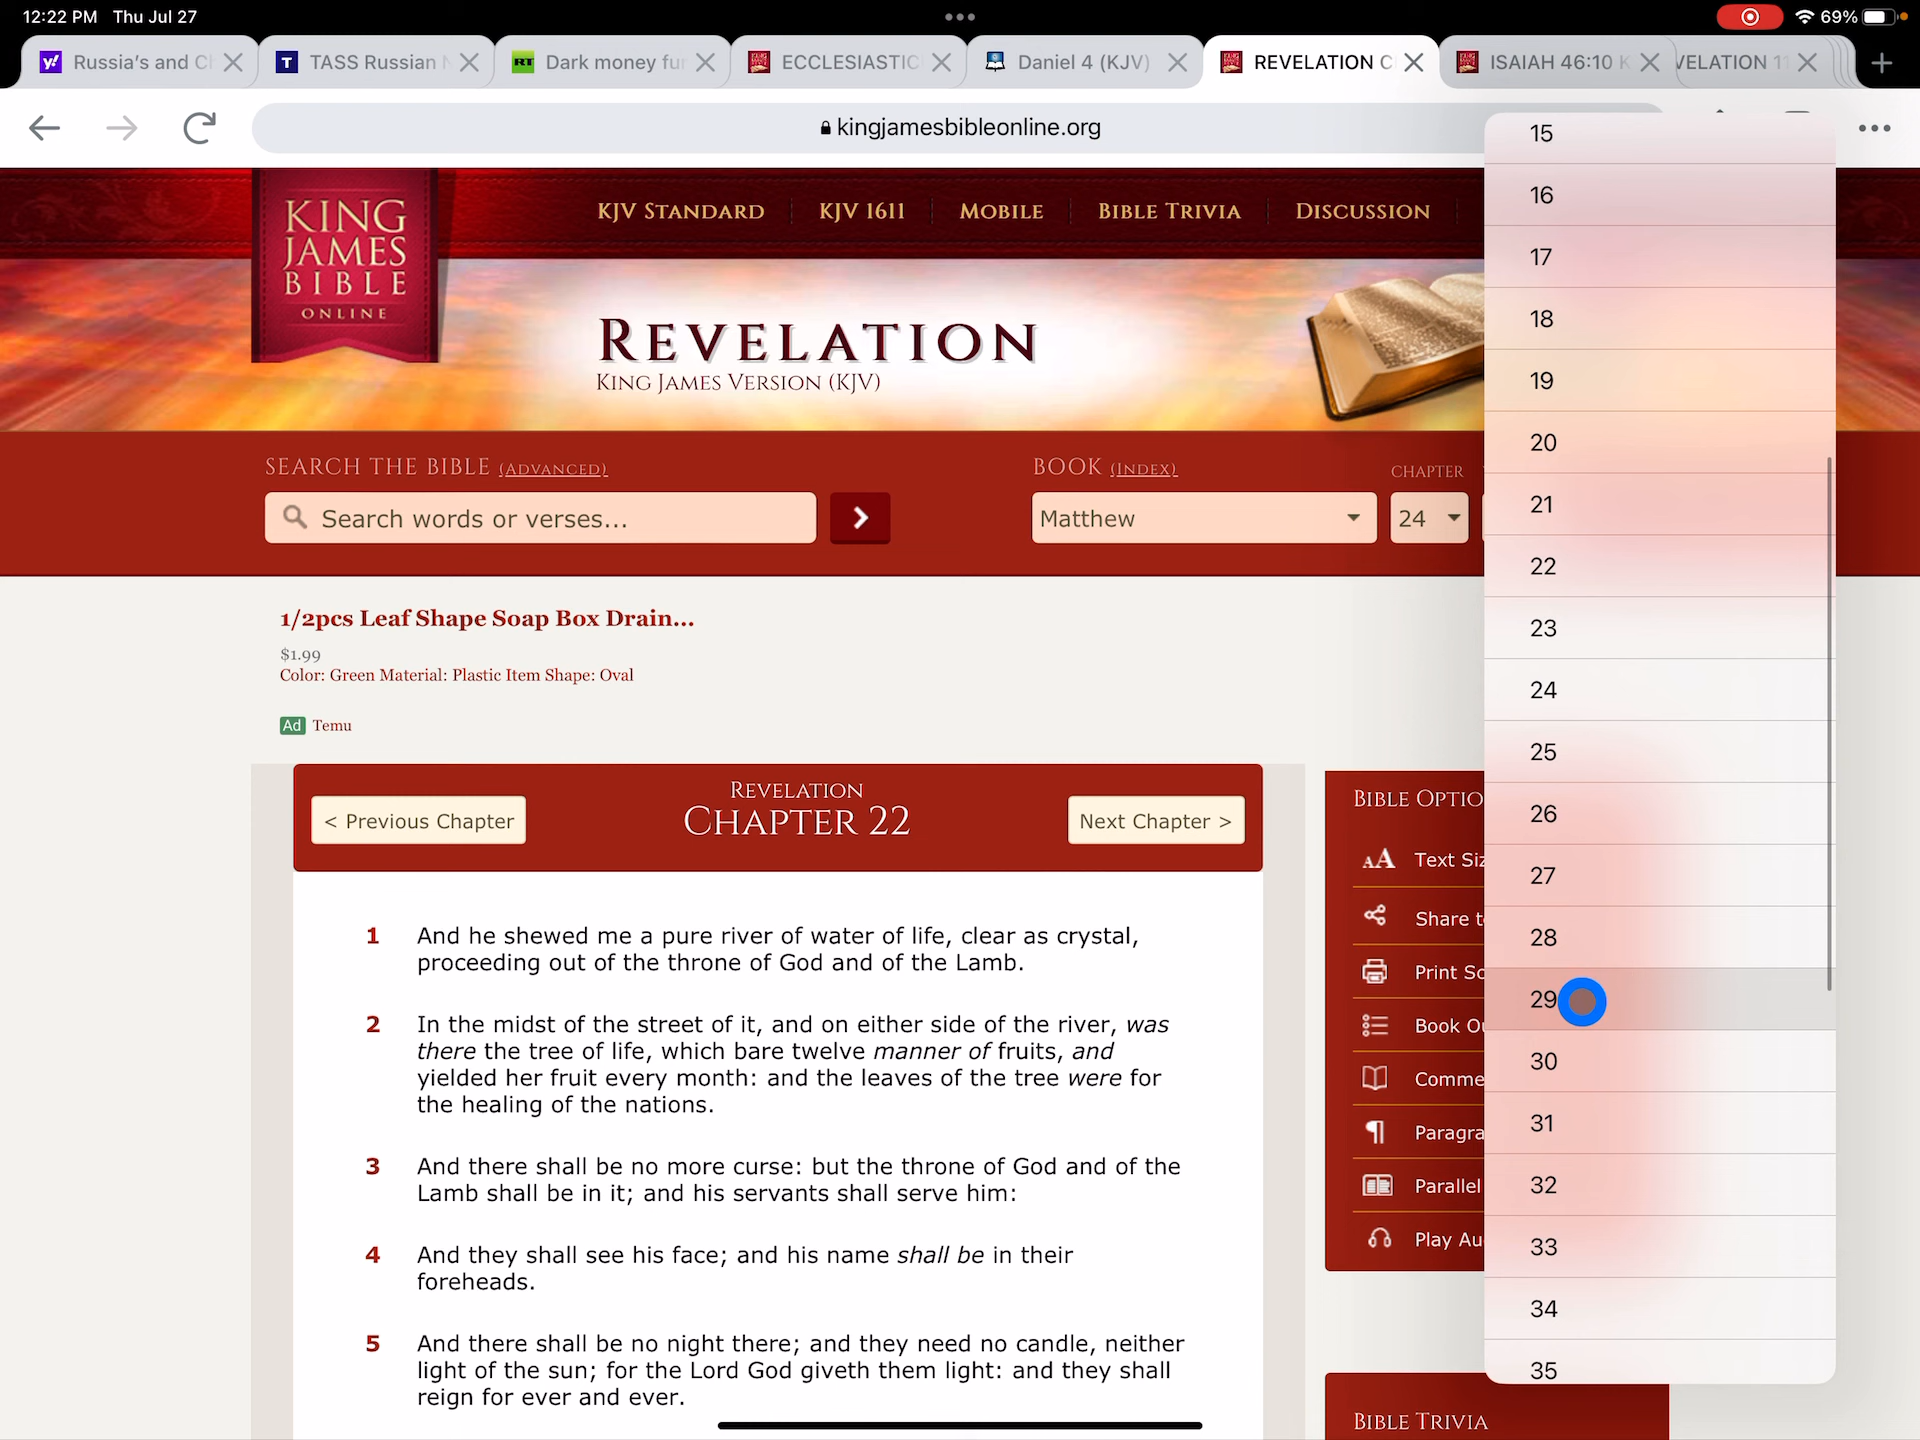 12:22 PM Thu Jul 27
69%
Russia's and C
TASS Russian
Dark money fu
ECCLESIASTIC
Daniel 4 (KJV)
REVELATION C
ISAIAH 46:10 K
VELATION 11
kingjamesbibleonline.org
KING
JAMES
BIBLE
ONLINE
KJV STANDARD
KJV 1611
MOBILE
BIBLE TRIVIA
DISCUSSION
REVELATION
KING JAMES VERSION (KJV)
SEARCH THE BIBLE (ADVANCED)
Search words or verses...
BOOK (INDEX)
CHAPTER
Matthew
24
1/2pcs Leaf Shape Soap Box Drain...
$1.99
Color: Green Material: Plastic Item Shape: Oval
Ad Temu
< Previous Chapter
REVELATION
CHAPTER 22
Next Chapter >
1 And he shewed me a pure river of water of life, clear as crystal,
proceeding out of the throne of God and of the Lamb.
2 In the midst of the street of it, and on either side of the river, was
there the tree of life, which bare twelve manner of fruits, and
yielded her fruit every month: and the leaves of the tree were for
the healing of the nations.
3 And there shall be no more curse: but the throne of God and of the
Lamb shall be in it; and his servants shall serve him:
4 And they shall see his face; and his name shall be in their
foreheads.
5 And there shall be no night there; and they need no candle, neither
light of the sun; for the Lord God giveth them light: and they shall
reign for ever and ever.
BIBLE OPTIO
Text Siz
Share t
Print Sc
Book O
Comme
Paragra
Parallel
Play Au
BIBLE TRIVIA
15
16
17
18
19
20
21
22
23
24
25
26
27
28
29
30
31
32
33
34
35